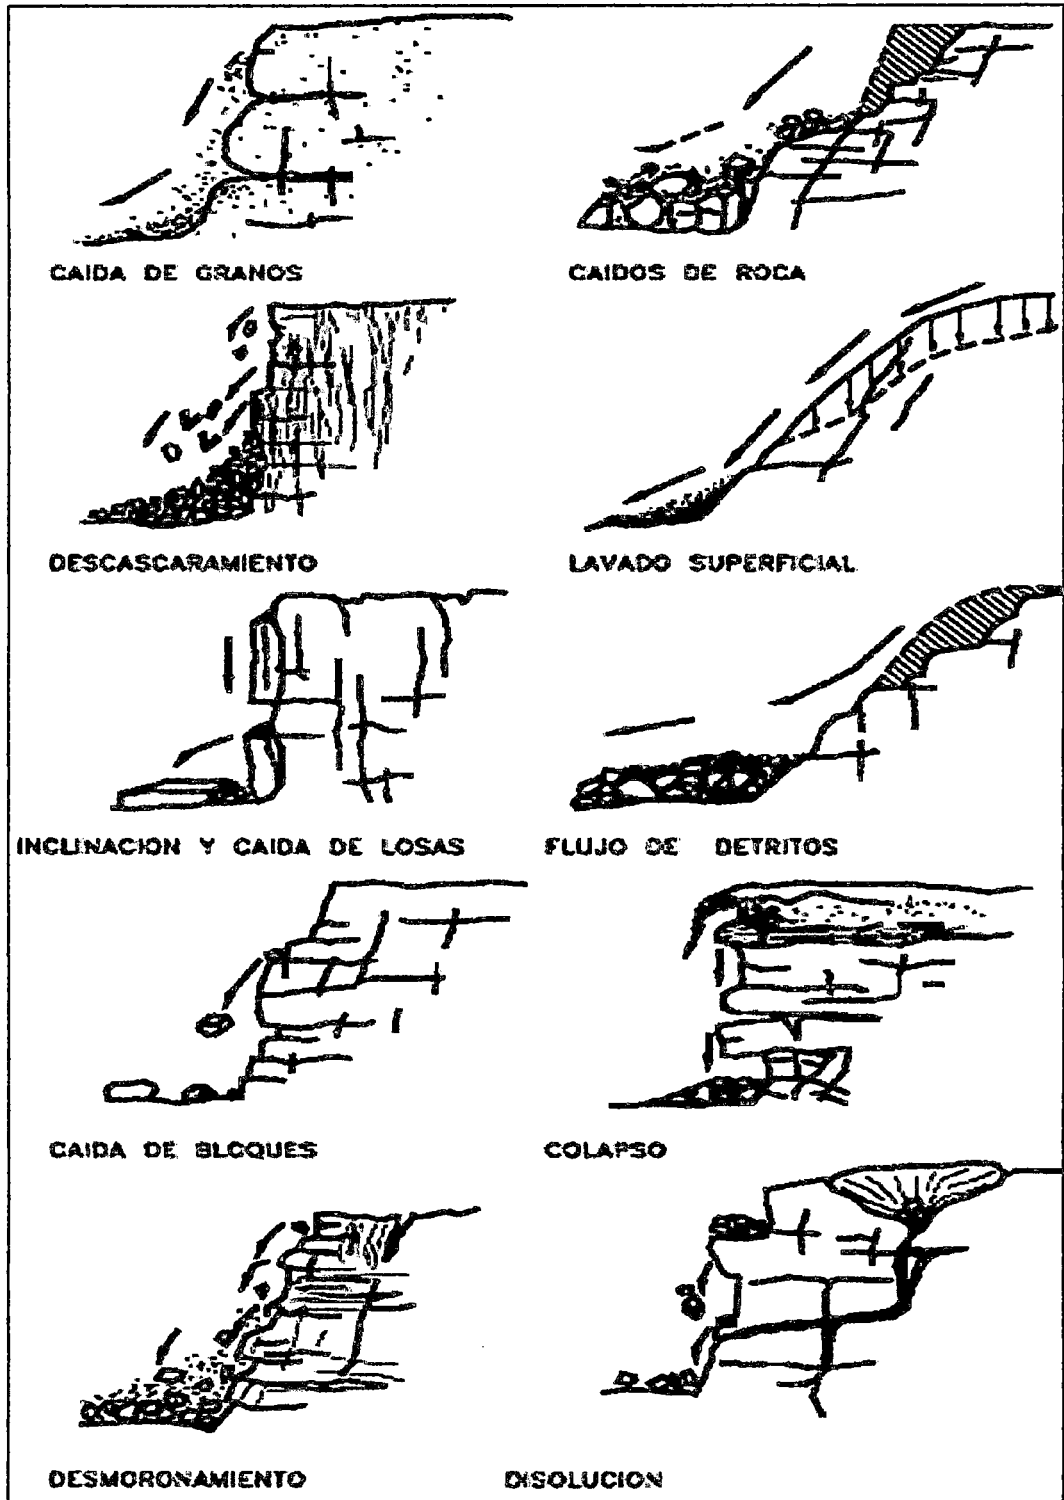 CAIDA DE GRANOS
CAIDOS DE ROCA
DESCASCARAMIENTO
LAVADO SUPERFICIAL
INCLINACION Y CAIDA DE LOSAS
FLUJO DE DETRITOS
CAIDA DE BLOQUES
COLAPSO
DESMORONAMIENTO
DISOLUCION